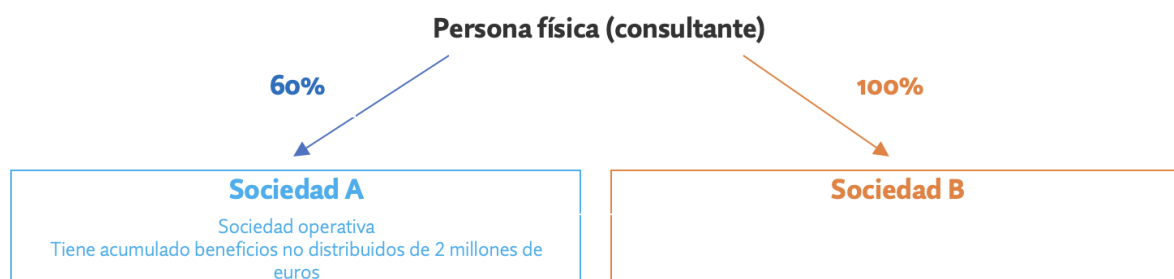 Persona física (consultante)
60%
100%
Sociedad A
Sociedad B
Sociedad operativa
Tiene acumulado beneficios no distribuidos de 2 millones de
euros